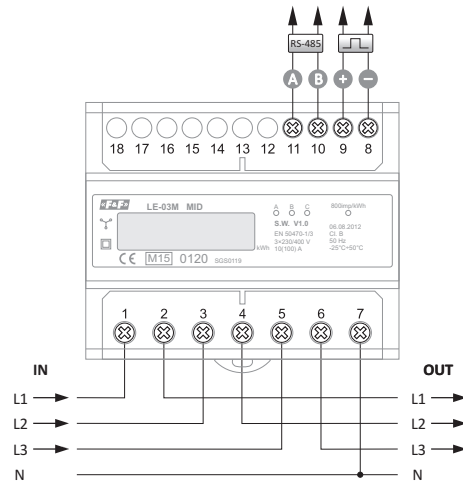 RS-485
A B + −
18 17 16 15 14 13 12 11 10 9 8
F&F LE-03M MID
A B C
800imp/kWh
S.W. V1.0
EN 50470-1/3
3×230/400 V
10(100) A
06.08.2012
Cl. B
50 Hz
-25°C÷50°C
kWh
CE M15 0120 SGS0119
1 2 3 4 5 6 7
IN OUT
L1 L1
L2 L2
L3 L3
N N